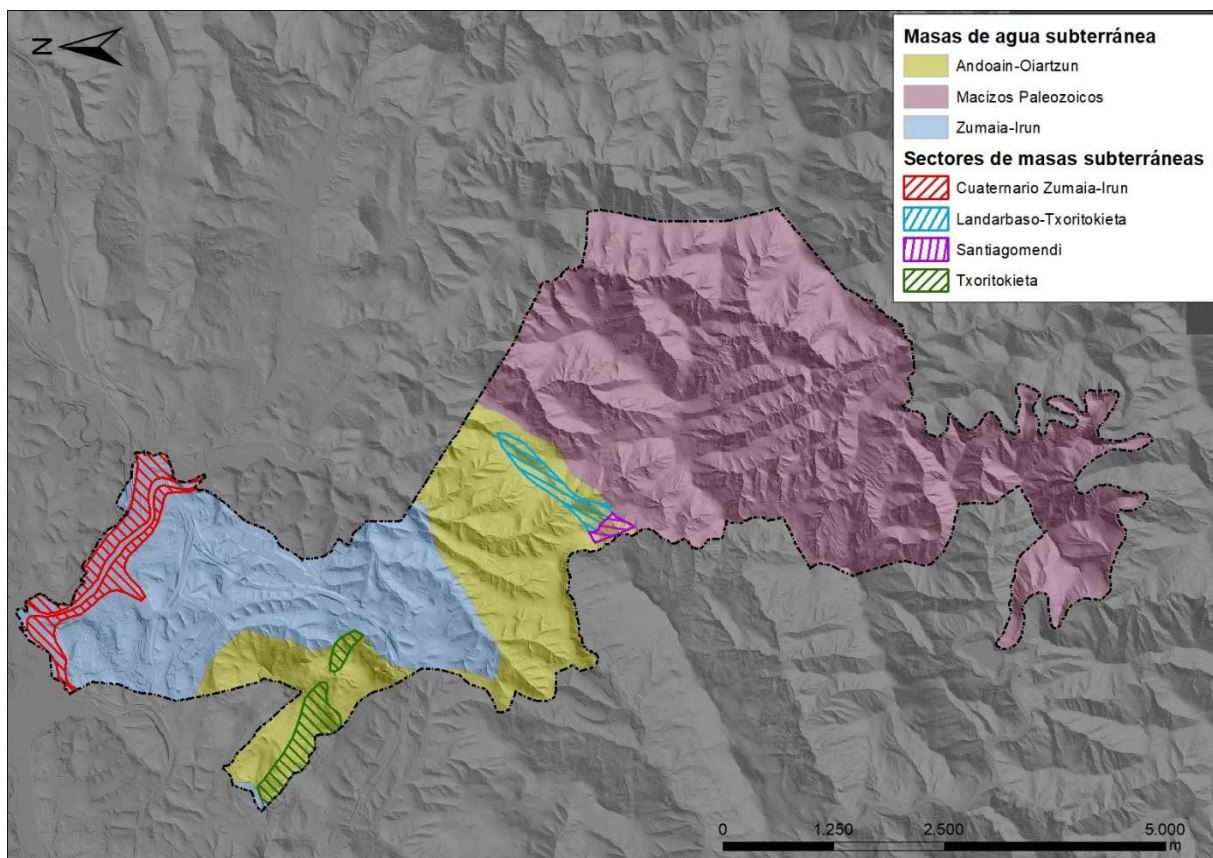 N
Masas de agua subterránea
Andoain-Oiartzun
Macizos Paleozoicos
Zumaia-Irun
Sectores de masas subterráneas
Cuaternario Zumaia-Irun
Landarbaso-Txoritokieta
Santiagomendi
Txoritokieta
0 1.250 2.500 5.000
m